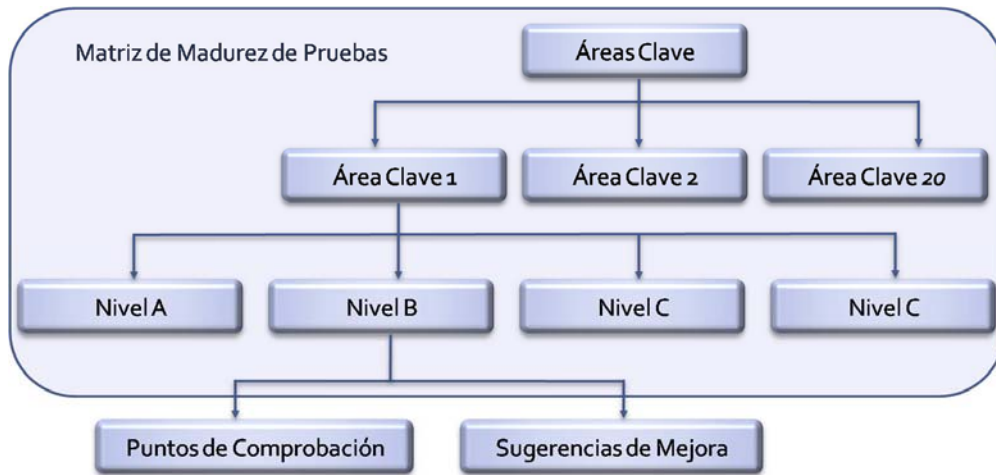 Matriz de Madurez de Pruebas
Áreas Clave
Área Clave 1
Área Clave 2
Área Clave 20
Nivel A
Nivel B
Nivel C
Nivel C
Puntos de Comprobación
Sugerencias de Mejora